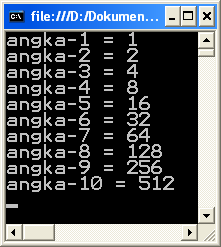 file:///D:/Dokumen...
angka-1 = 1
angka-2 = 2
angka-3 = 4
angka-4 = 8
angka-5 = 16
angka-6 = 32
angka-7 = 64
angka-8 = 128
angka-9 = 256
angka-10 = 512